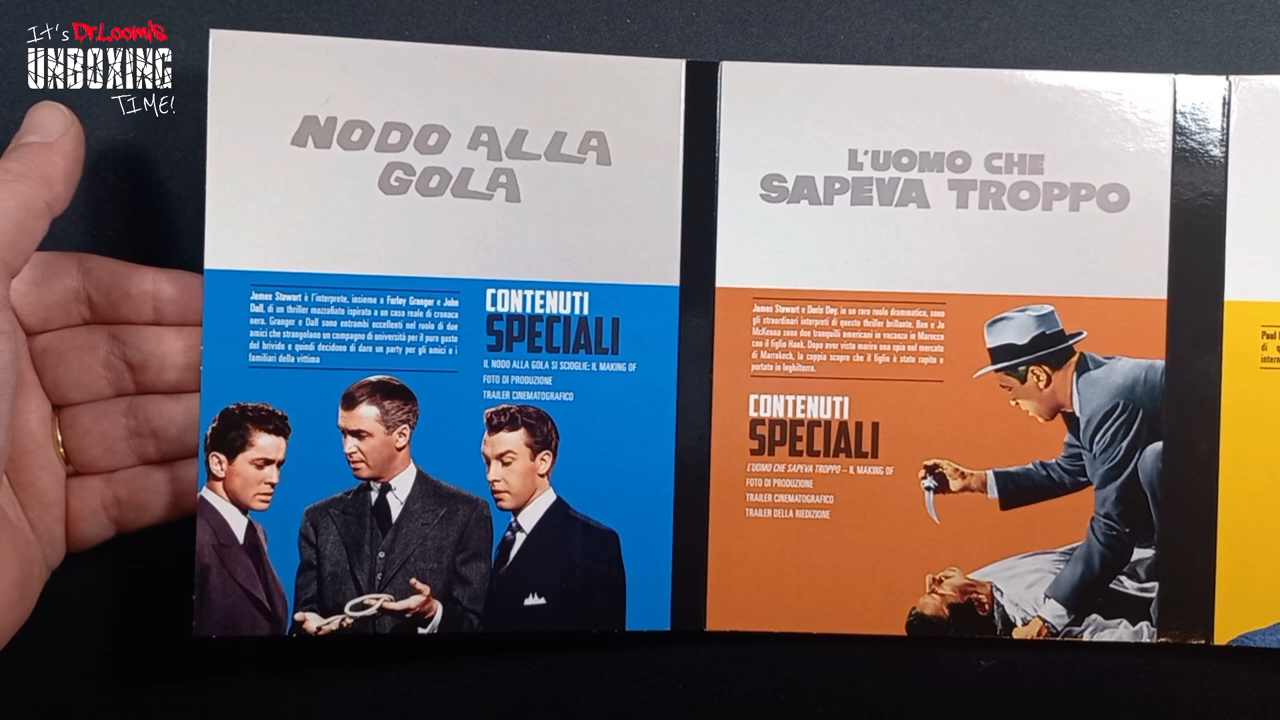 It's Dr.Loomis
UNBOXING
TIME!
NODO ALLA
GOLA
James Stewart è l'interprete, insieme a Farley Granger e John
Dall, di un thriller mozzafiato ispirato a un caso reale di cronaca
nera. Granger e Dall sono entrambi eccellenti nel ruolo di due
amici che strangolano un compagno di università per il puro gusto
del brivido e quindi decidono di dare un party per gli amici e i
familiari della vittima
CONTENUTI
SPECIALI
IL NODO ALLA GOLA SI SCIOGLIE: IL MAKING OF
FOTO DI PRODUZIONE
TRAILER CINEMATOGRAFICO
L'UOMO CHE
SAPEVA TROPPO
James Stewart e Doris Day, in un raro ruolo drammatico, sono
gli straordinari interpreti di questo thriller brillante. Ben e Jo
McKenna sono due tranquilli americani in vacanza in Marocco
con il figlio Hank. Dopo aver visto morire una spia nel mercato
di Marrakech, la coppia scopre che il figlio è stato rapito e
portato in Inghilterra.
CONTENUTI
SPECIALI
L'UOMO CHE SAPEVA TROPPO – IL MAKING OF
FOTO DI PRODUZIONE
TRAILER CINEMATOGRAFICO
TRAILER DELLA RIEDIZIONE
Paul
di